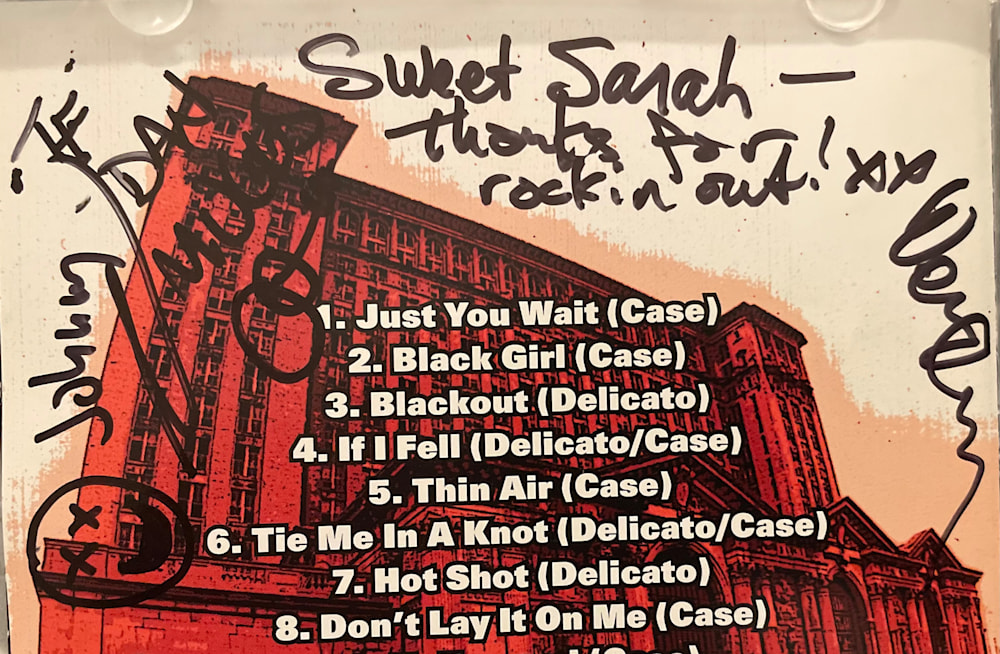 Sweet Sarah —
thanks for
rockin out! xxx
Johnny
xx
1. Just You Wait (Case)
2. Black Girl (Case)
3. Blackout (Delicato)
4. If I Fell (Delicato/Case)
5. Thin Air (Case)
6. Tie Me In A Knot (Delicato/Case)
7. Hot Shot (Delicato)
8. Don't Lay It On Me (Case)